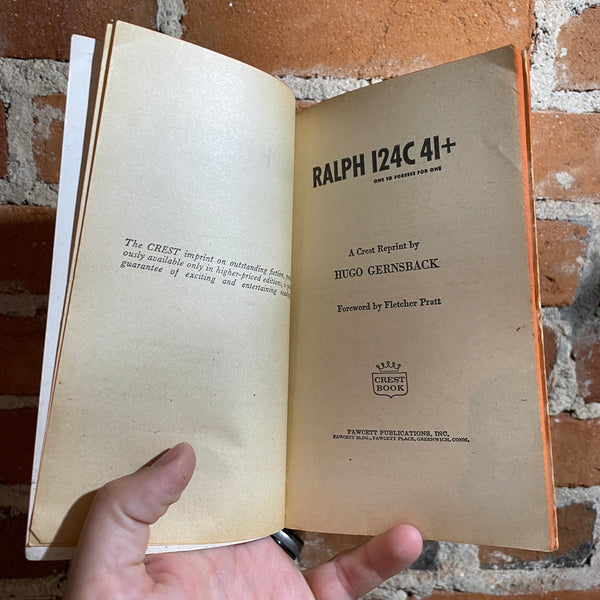 The CREST imprint on outstanding fiction,
ously available only in higher-priced editions, is
guarantee of exciting and entertaining
RALPH 124C 41+
ONE TO FORESEE FOR ONE
A Crest Reprint by
HUGO GERNSBACK
Foreword by Fletcher Pratt
CREST
BOOK
FAWCETT PUBLICATIONS, INC.
FAWCETT BLDG., FAWCETT PLACE, GREENWICH, CONN.